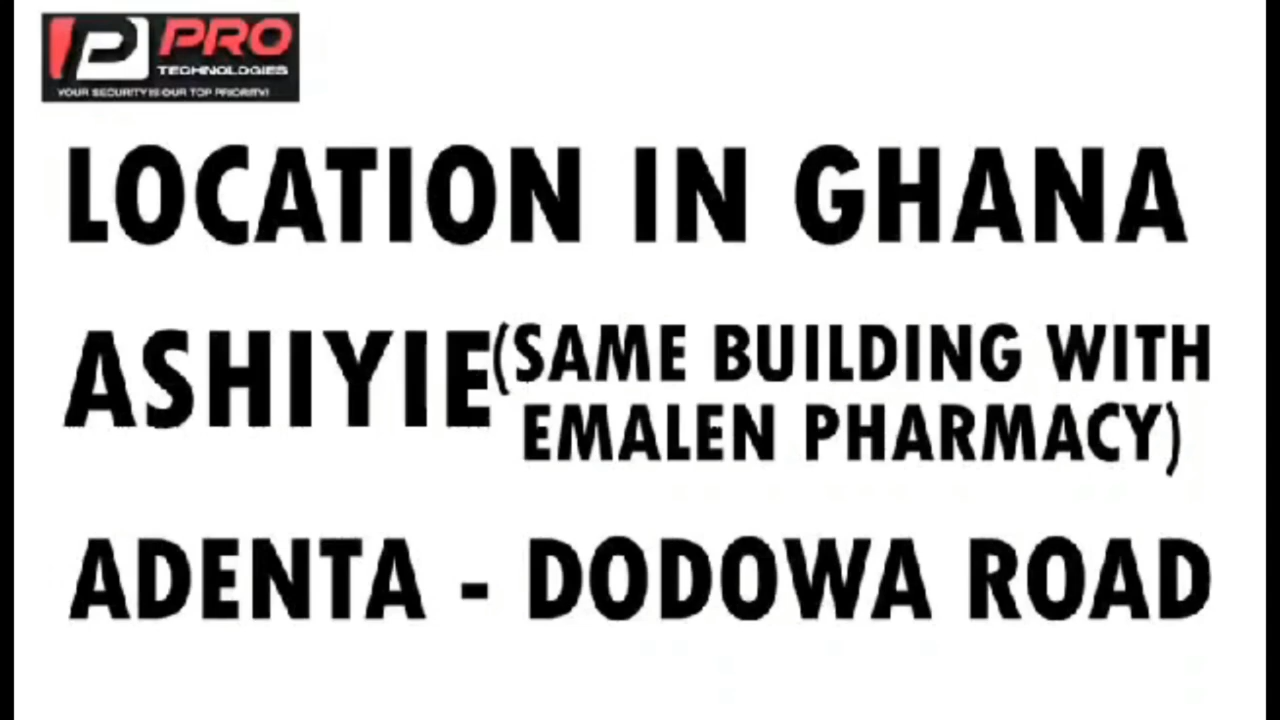 PRO
TECHNOLOGIES
YOUR SECURITY IS OUR TOP PRIORITY!
LOCATION IN GHANA
ASHIYIE (SAME BUILDING WITH
EMALEN PHARMACY)
ADENTA - DODOWA ROAD